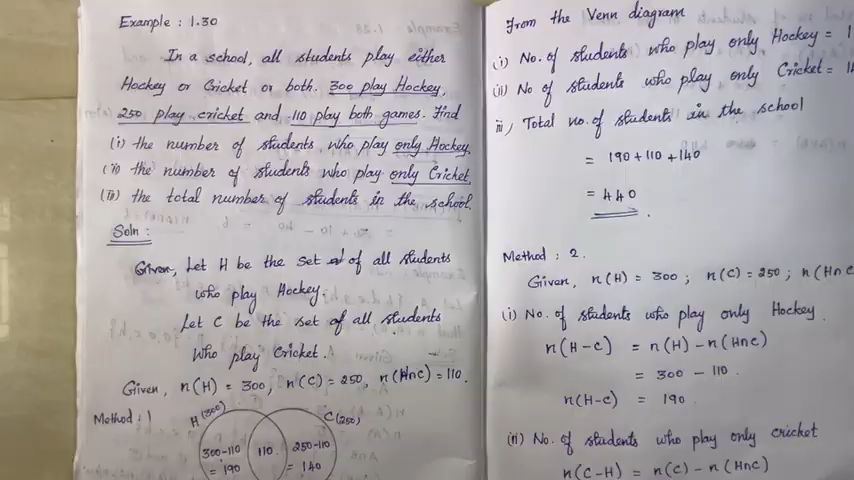 Example : 1.30
In a school, all students play either
Hockey or Cricket or both. 300 play Hockey,
250 play cricket and 110 play both games. Find
(i) the number of students who play only Hockey
(ii) the number of students who play only Cricket
(iii) the total number of students in the school.
Soln :
Given, Let H be the set of all students
who play Hockey.
Let C be the set of all students
who play Cricket.
Given, n(H) = 300, n(C) = 250, n(H∩C) = 110.
Method : 1
H (300)
C (250)
300-110
= 190
110
250-110
= 140
From the Venn diagram
(i) No. of students who play only Hockey = 1
(ii) No of students who play only Cricket = 14
iii, Total no. of students in the school
= 190 + 110 + 140
= 440
Method : 2
Given, n(H) = 300 ; n(C) = 250 ; n(H∩C
(i) No. of students who play only Hockey.
n(H-C) = n(H) - n(H∩C)
= 300 - 110.
n(H-C) = 190.
(ii) No. of students who play only cricket
n(C-H) = n(C) - n(H∩C)